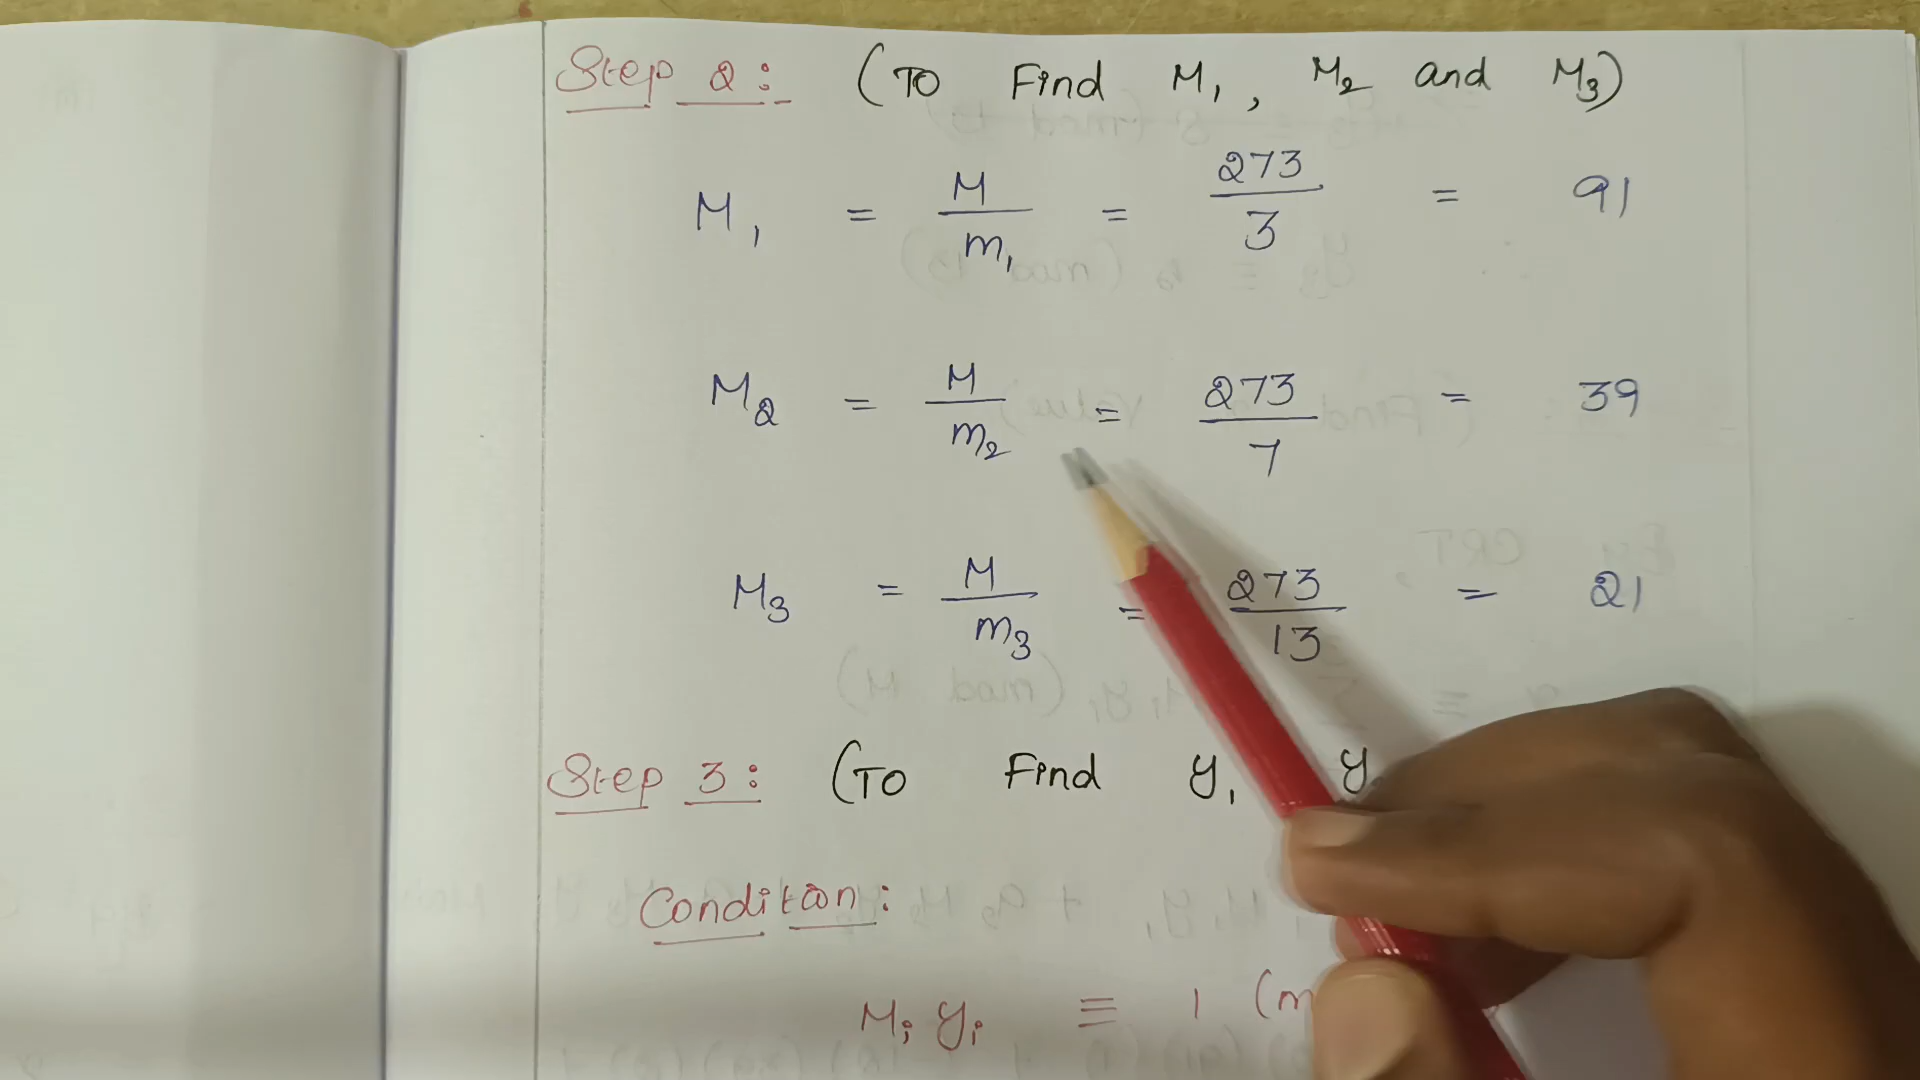 Step 2: (To Find M₁, M₂ and M₃)
M₁ = M/m₁ = 273/3 = 91
M₂ = M/m₂ = 273/7 = 39
M₃ = M/m₃ = 273/13 = 21
Step 3: (To Find y₁ y
Conditon:
Mᵢ yᵢ ≡ 1 (m